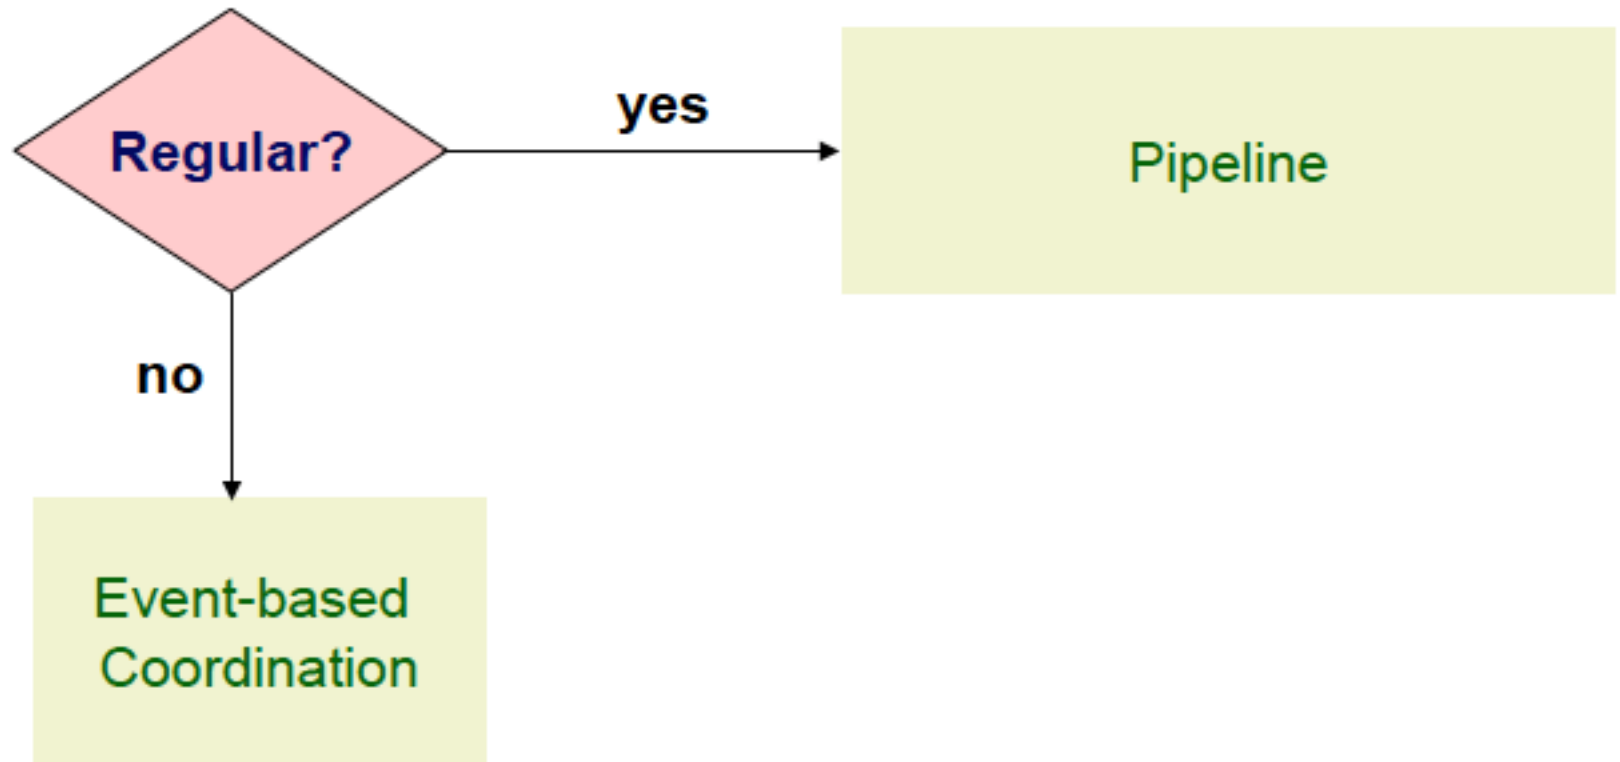 Regular?
yes
Pipeline
no
Event-based
Coordination